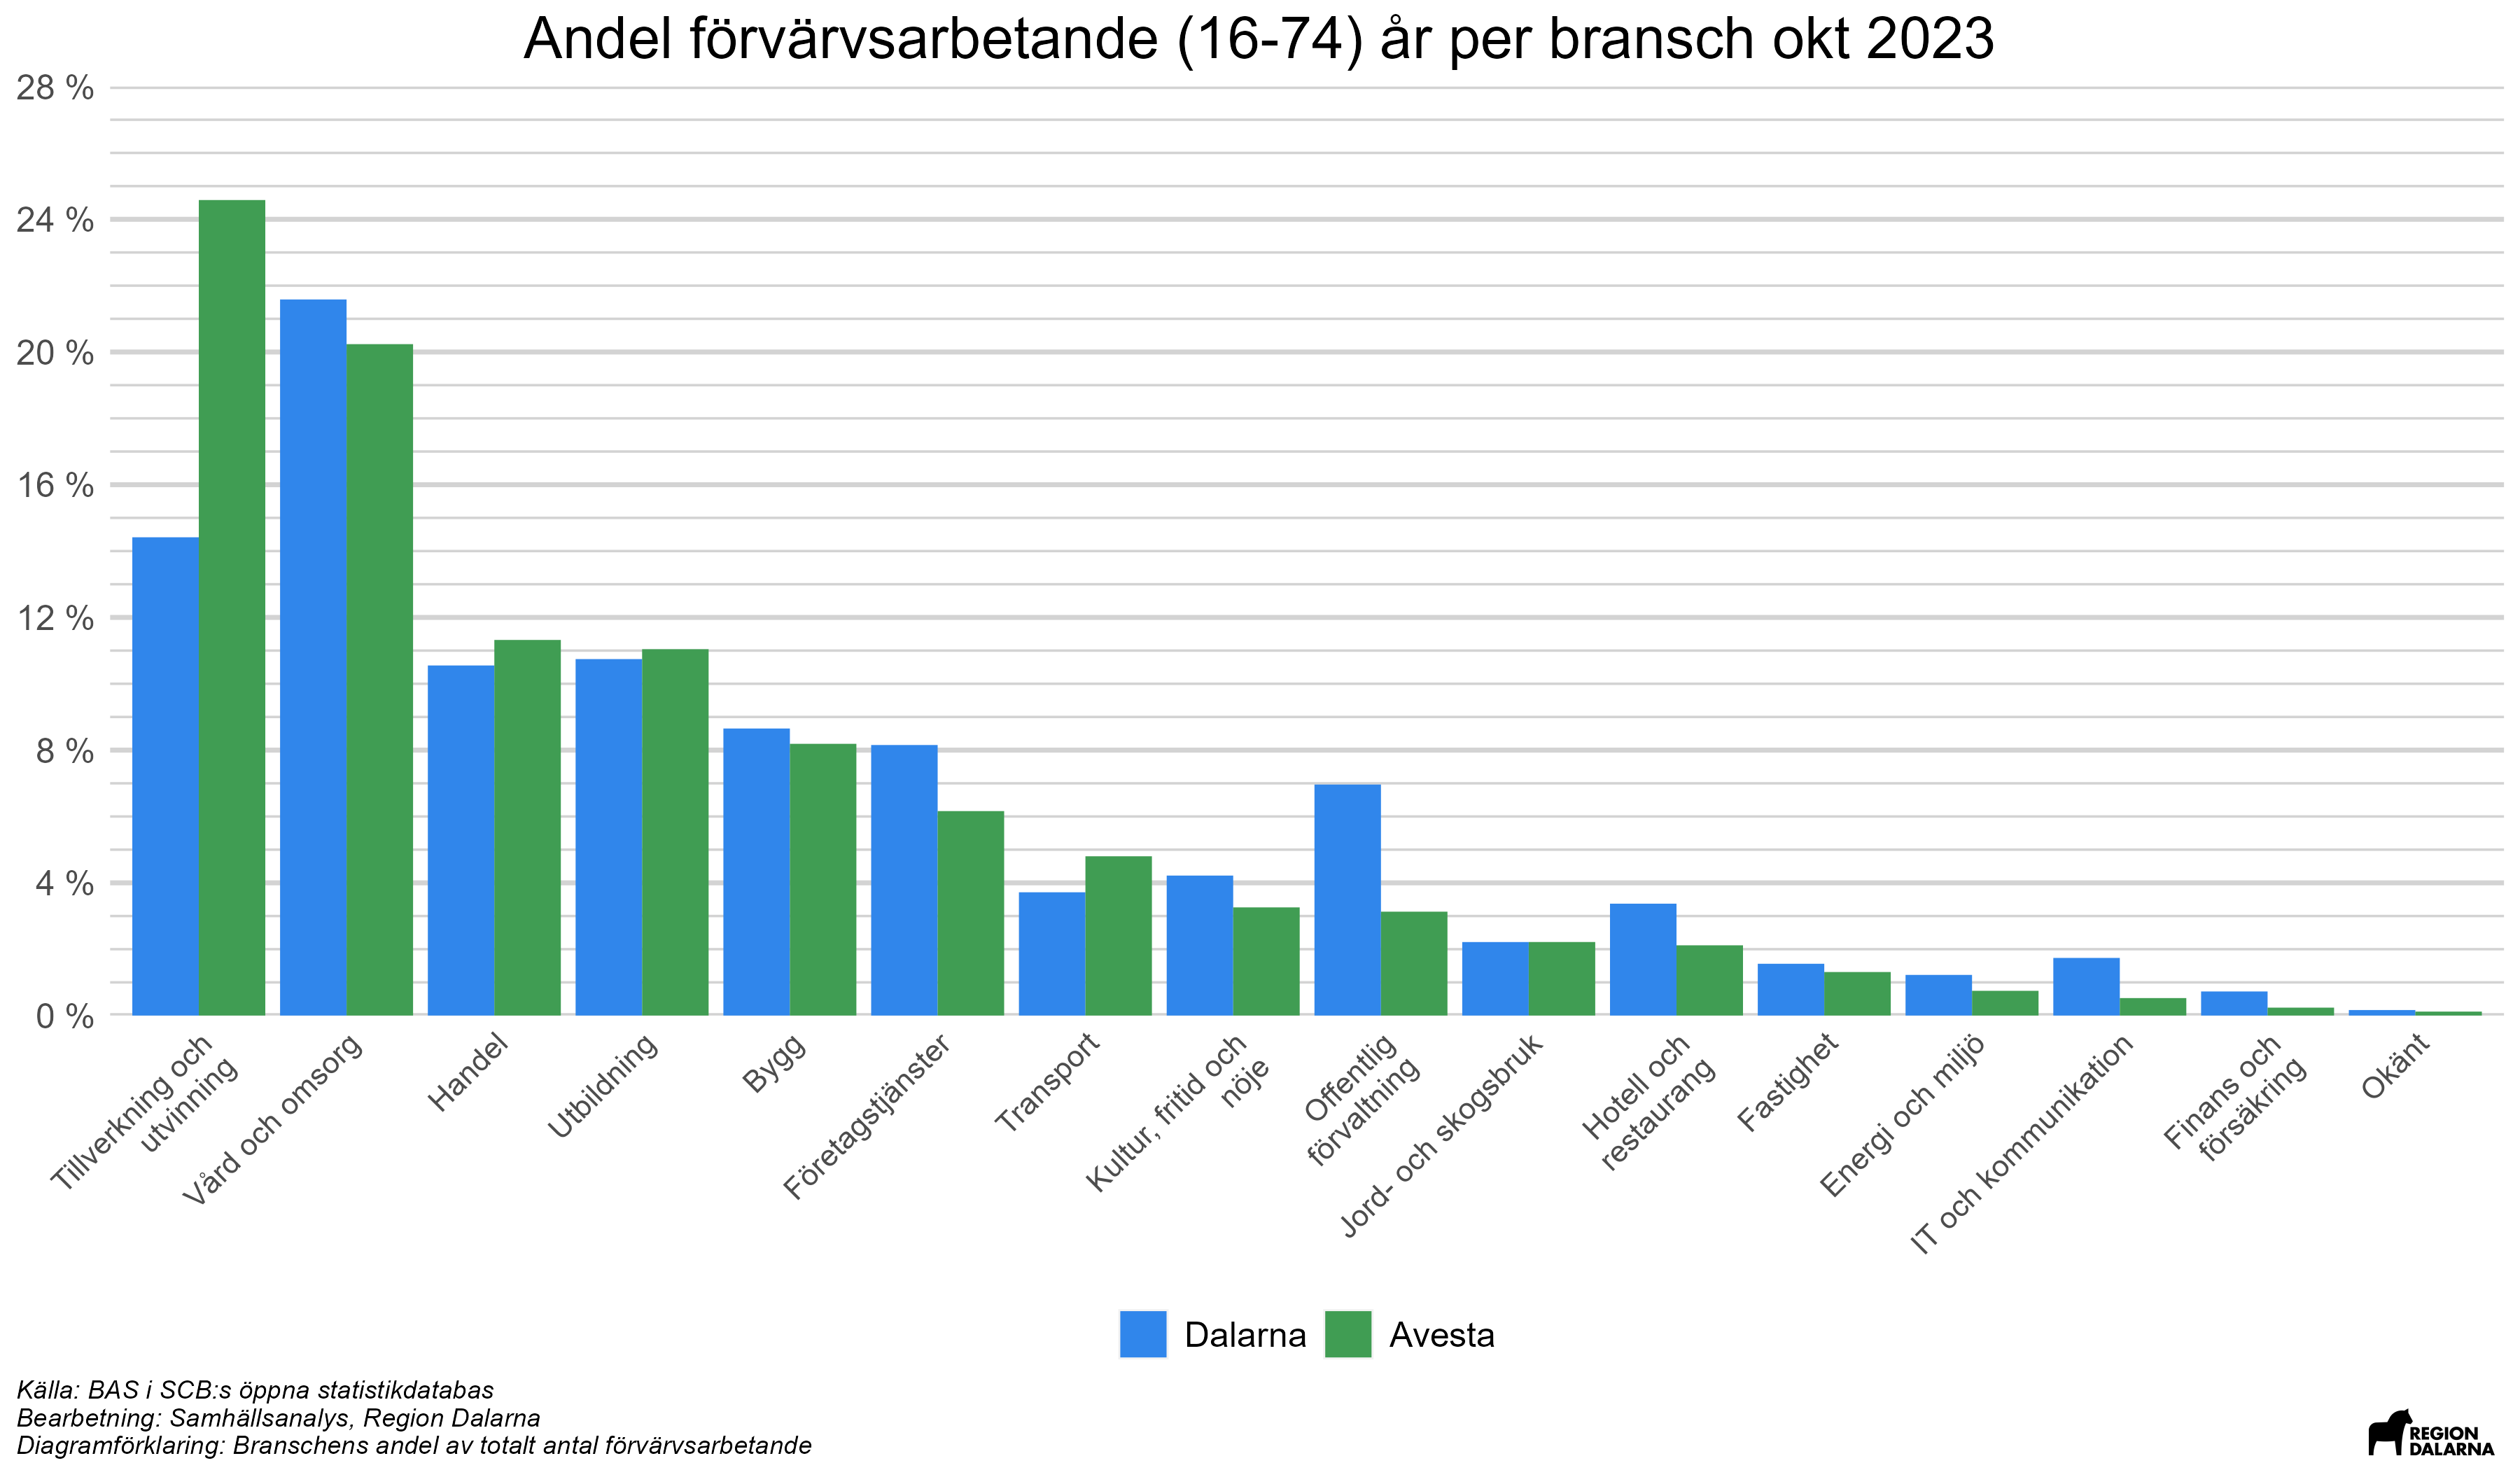 Andel förvärvsarbetande (16-74) år per bransch okt 2023
28 %
24 %
20 %
16 %
12 %
8 %
4 %
0 %
Tillverkning och
utvinning
Vård och omsorg
Handel
Utbildning
Bygg
Företagstjänster
Transport
Kultur, fritid och
nöje
Offentlig
förvaltning
Jord- och skogsbruk
Hotell och
restaurang
Fastighet
Energi och miljö
IT och kommunikation
Finans och
försäkring
Okänt
Dalarna
Avesta
Källa: BAS i SCB:s öppna statistikdatabas
Bearbetning: Samhällsanalys, Region Dalarna
Diagramförklaring: Branschens andel av totalt antal förvärvsarbetande
REGION
DALARNA